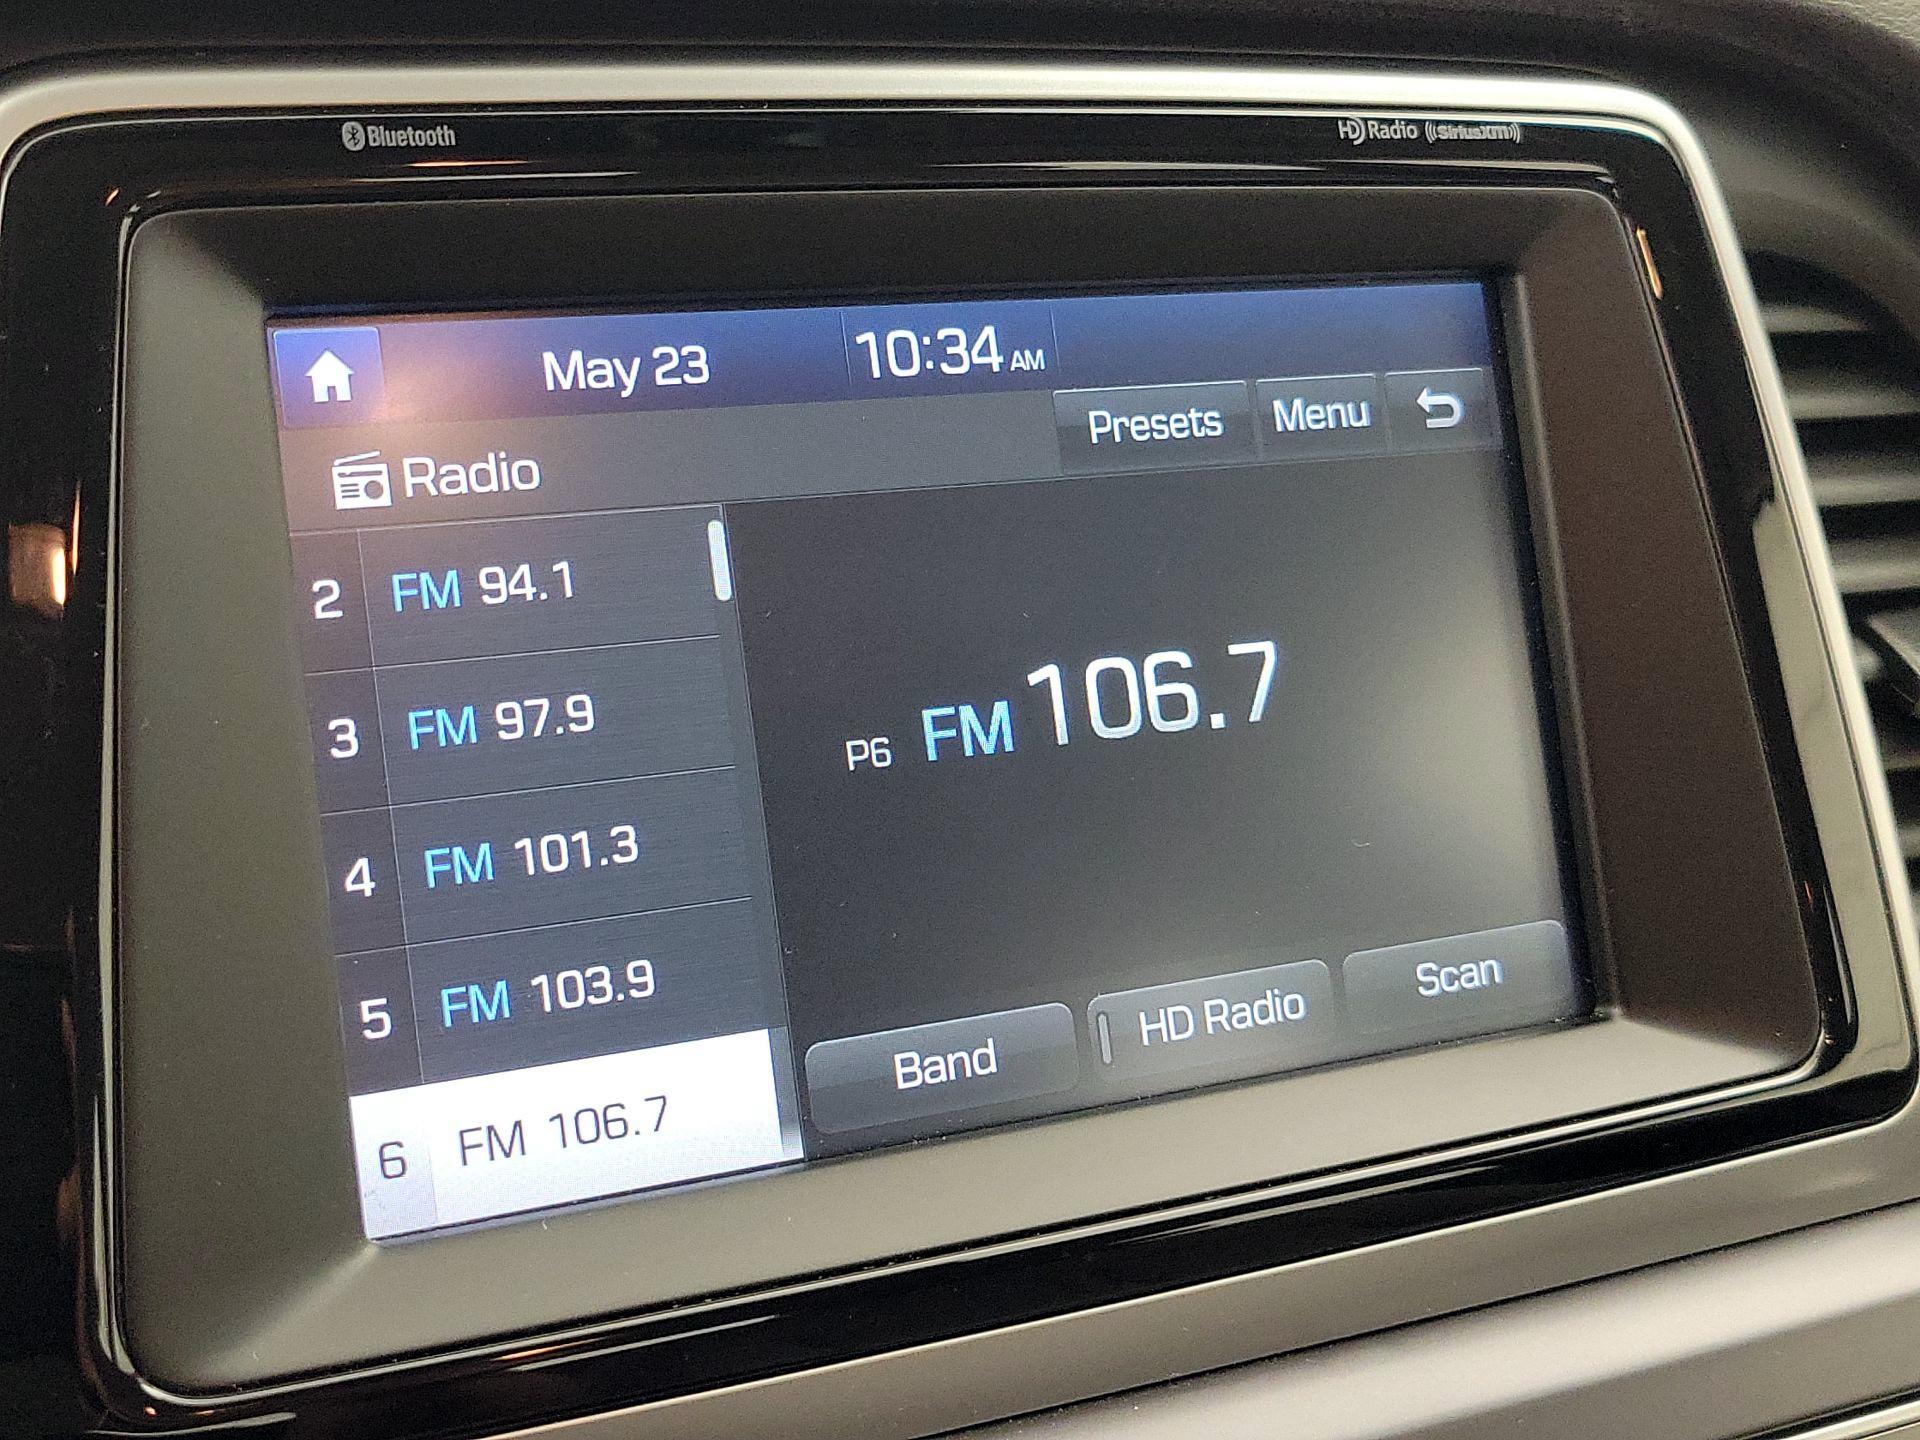 Bluetooth
HD Radio ((SiriusXM))
May 23 10:34 AM
Presets Menu
Radio
2 FM 94.1
3 FM 97.9
4 FM 101.3
5 FM 103.9
6 FM 106.7
P6 FM 106.7
Band HD Radio Scan